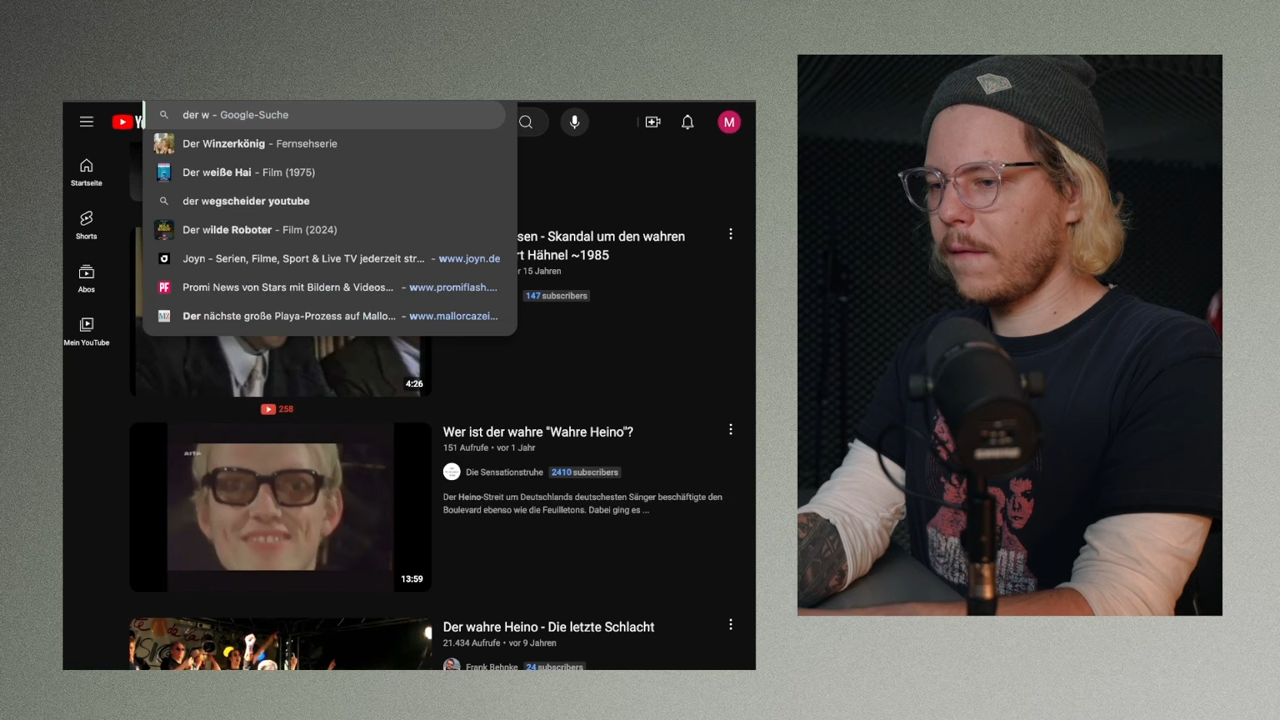 der w - Google-Suche
Der Winzerkönig - Fernsehserie
Der weiße Hai - Film (1975)
der wegscheider youtube
Der wilde Roboter - Film (2024)
Joyn - Serien, Filme, Sport & Live TV jederzeit str... - www.joyn.de
Promi News von Stars mit Bildern & Videos... - www.promiflash....
Der nächste große Playa-Prozess auf Mallo... - www.mallorcazei...
M
Startseite
Shorts
Abos
Mein YouTube
sen - Skandal um den wahren
rt Hähnel ~1985
r 15 Jahren
147 subscribers
4:26
258
arte
13:59
Wer ist der wahre "Wahre Heino"?
151 Aufrufe • vor 1 Jahr
Die Sensationstruhe 2410 subscribers
Der Heino-Streit um Deutschlands deutschesten Sänger beschäftigte den
Boulevard ebenso wie die Feuilletons. Dabei ging es ...
Der wahre Heino - Die letzte Schlacht
21.434 Aufrufe • vor 9 Jahren
Frank Behnke 24 subscribers